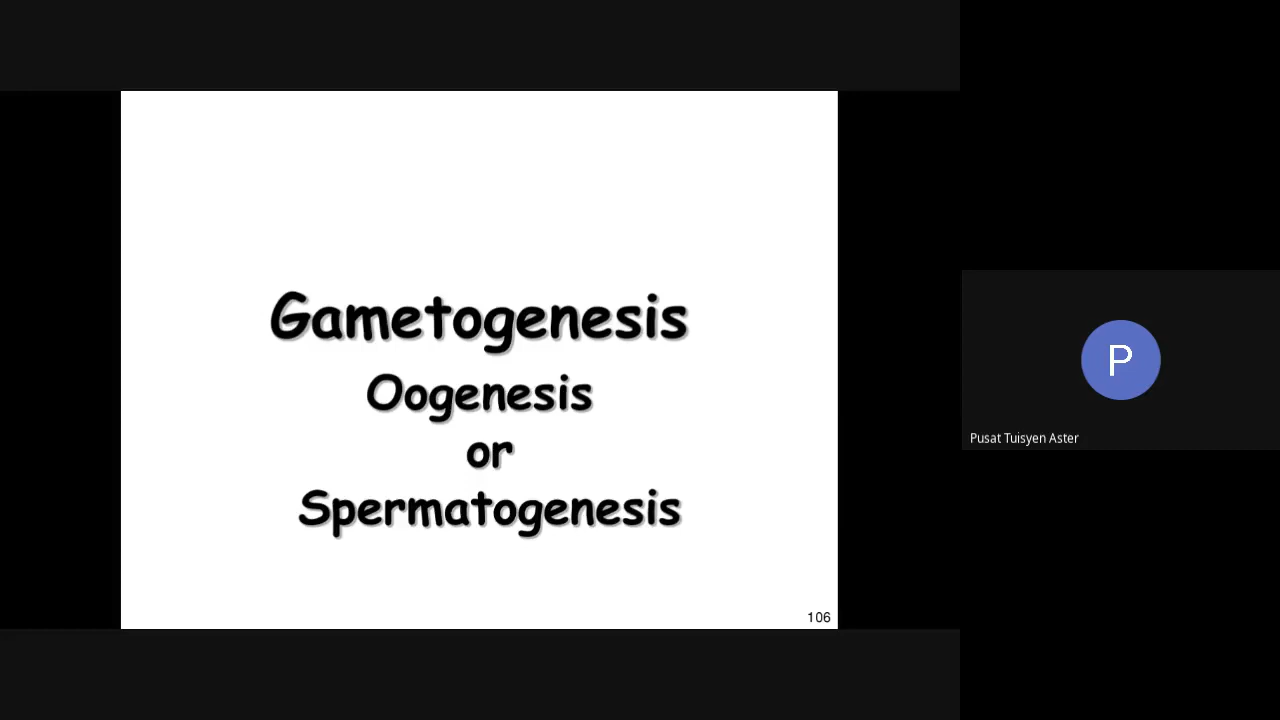 Gametogenesis
Oogenesis
or
Spermatogenesis
106
P
Pusat Tuisyen Aster